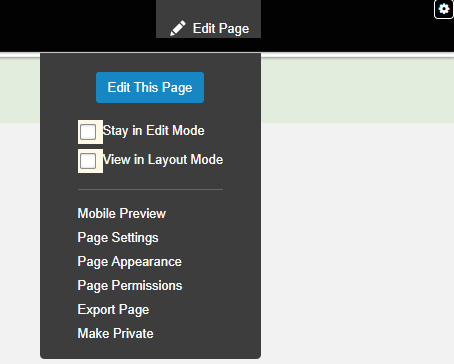 Edit Page
Edit This Page
Stay in Edit Mode
View in Layout Mode
Mobile Preview
Page Settings
Page Appearance
Page Permissions
Export Page
Make Private